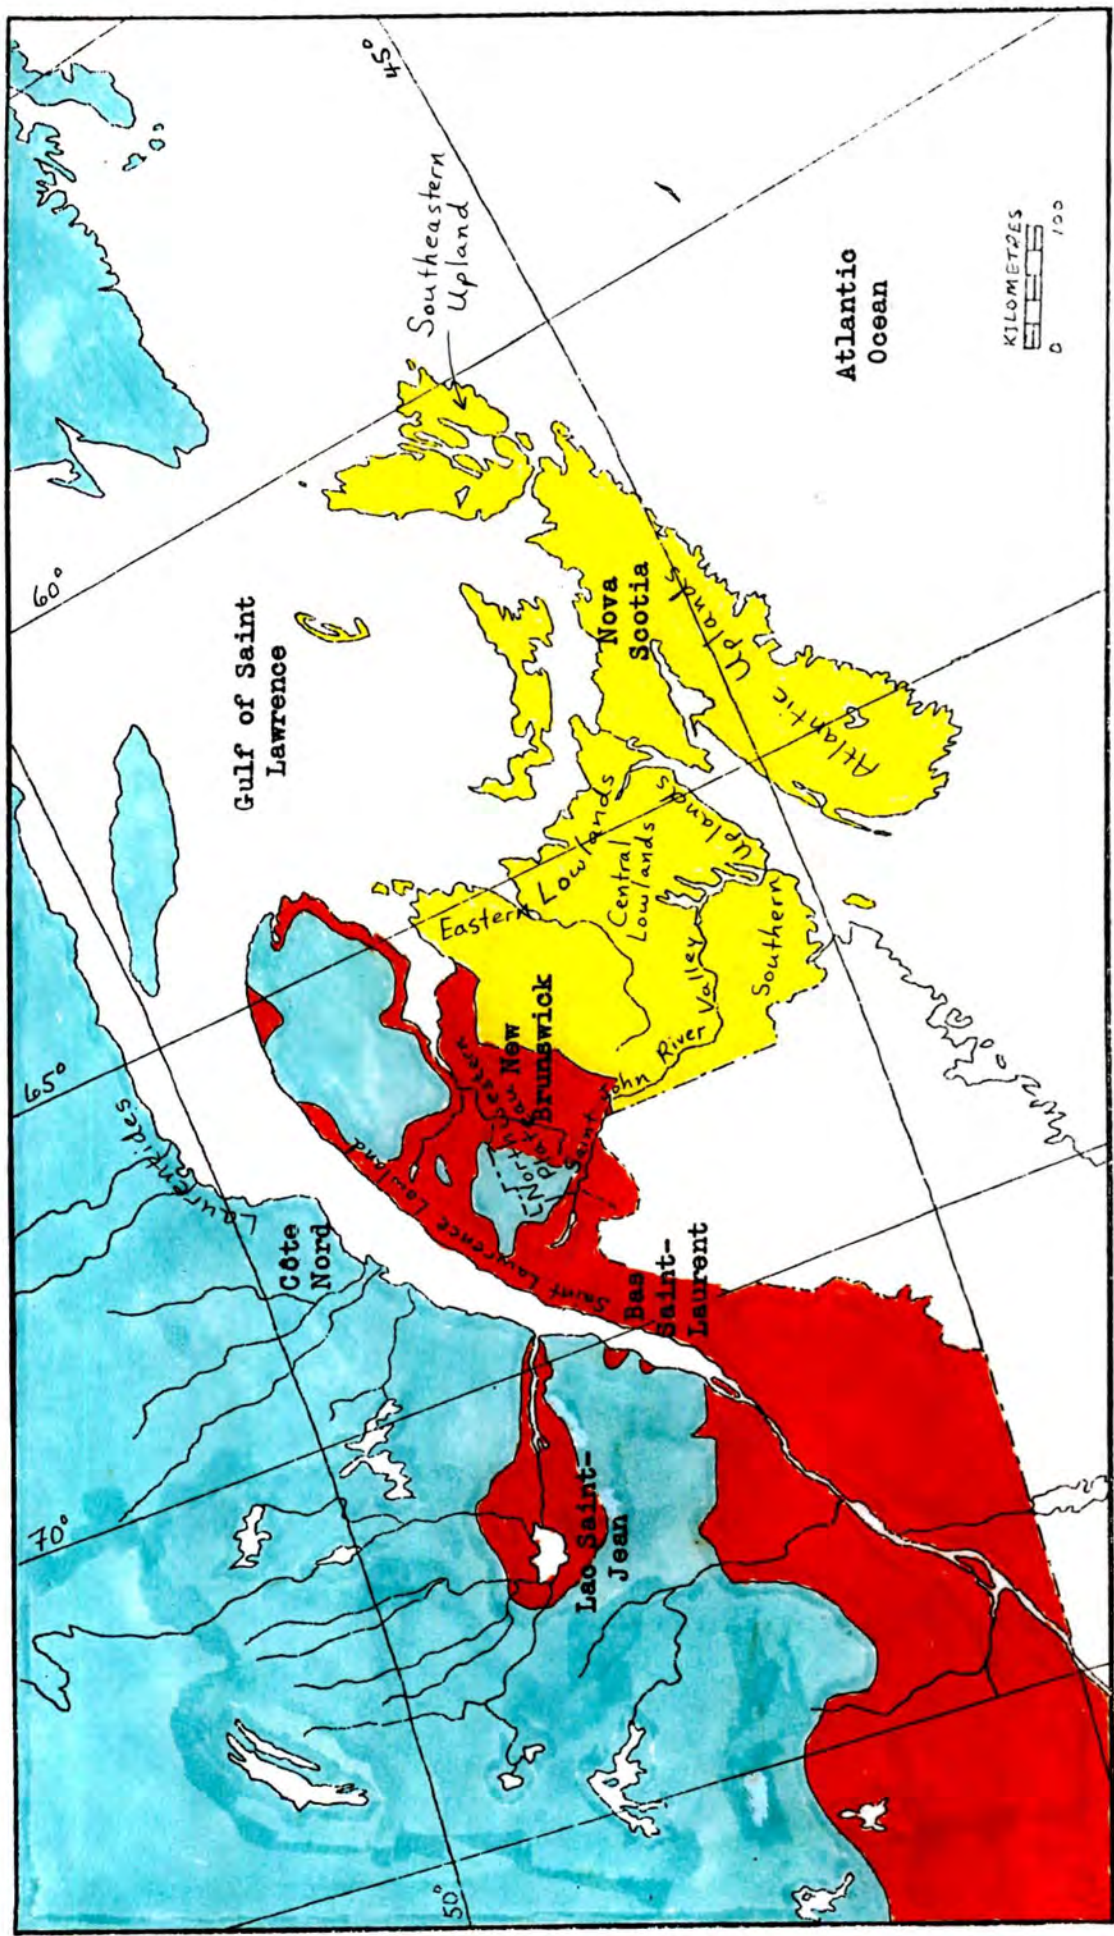 45°
60°
65°
70°
50°
Gulf of Saint
Lawrence
Southeastern
Upland
Atlantic
Ocean
KILOMETRES
0 100
Nova
Scotia
Atlantic Uplands
Eastern Lowlands
Central
Lowlands
Southern Uplands
Saint John River Valley
New
Brunswick
Northwestern
Plateau
Laurentides
Côte
Nord
Saint Lawrence Lowland
Bas
Saint-
Laurent
Lac Saint-
Jean